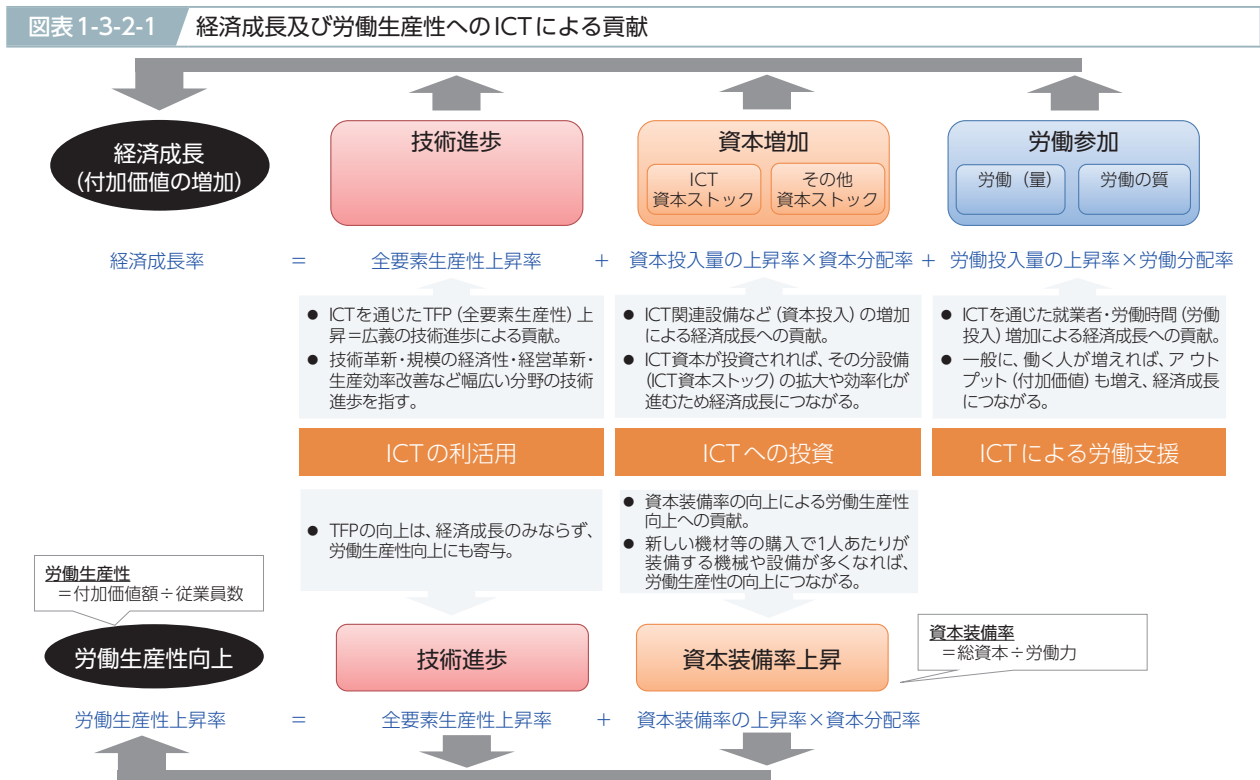 図表1-3-2-1 経済成長及び労働生産性へのICTによる貢献
経済成長
(付加価値の増加)
技術進歩
資本増加
ICT
資本ストック
その他
資本ストック
労働参加
労働（量）
労働の質
経済成長率 ＝ 全要素生産性上昇率 ＋ 資本投入量の上昇率×資本分配率 ＋ 労働投入量の上昇率×労働分配率
● ICTを通じたTFP（全要素生産性）上
昇＝広義の技術進歩による貢献。
● 技術革新・規模の経済性・経営革新・
生産効率改善など幅広い分野の技術
進歩を指す。
● ICT関連設備など（資本投入）の増加
による経済成長への貢献。
● ICT資本が投資されれば、その分設備
(ICT資本ストック）の拡大や効率化が
進むため経済成長につながる。
● ICTを通じた就業者・労働時間（労働
投入）増加による経済成長への貢献。
● 一般に、働く人が増えれば、ア ウト
プット（付加価値）も増え、経済成長
につながる。
ICTの利活用
ICTへの投資
ICTによる労働支援
● TFPの向上は、経済成長のみならず、
労働生産性向上にも寄与。
● 資本装備率の向上による労働生産性
向上への貢献。
● 新しい機材等の購入で1人あたりが
装備する機械や設備が多くなれば、
労働生産性の向上につながる。
労働生産性
＝付加価値額÷従業員数
労働生産性向上
技術進歩
資本装備率上昇
資本装備率
＝総資本÷労働力
労働生産性上昇率 ＝ 全要素生産性上昇率 ＋ 資本装備率の上昇率×資本分配率